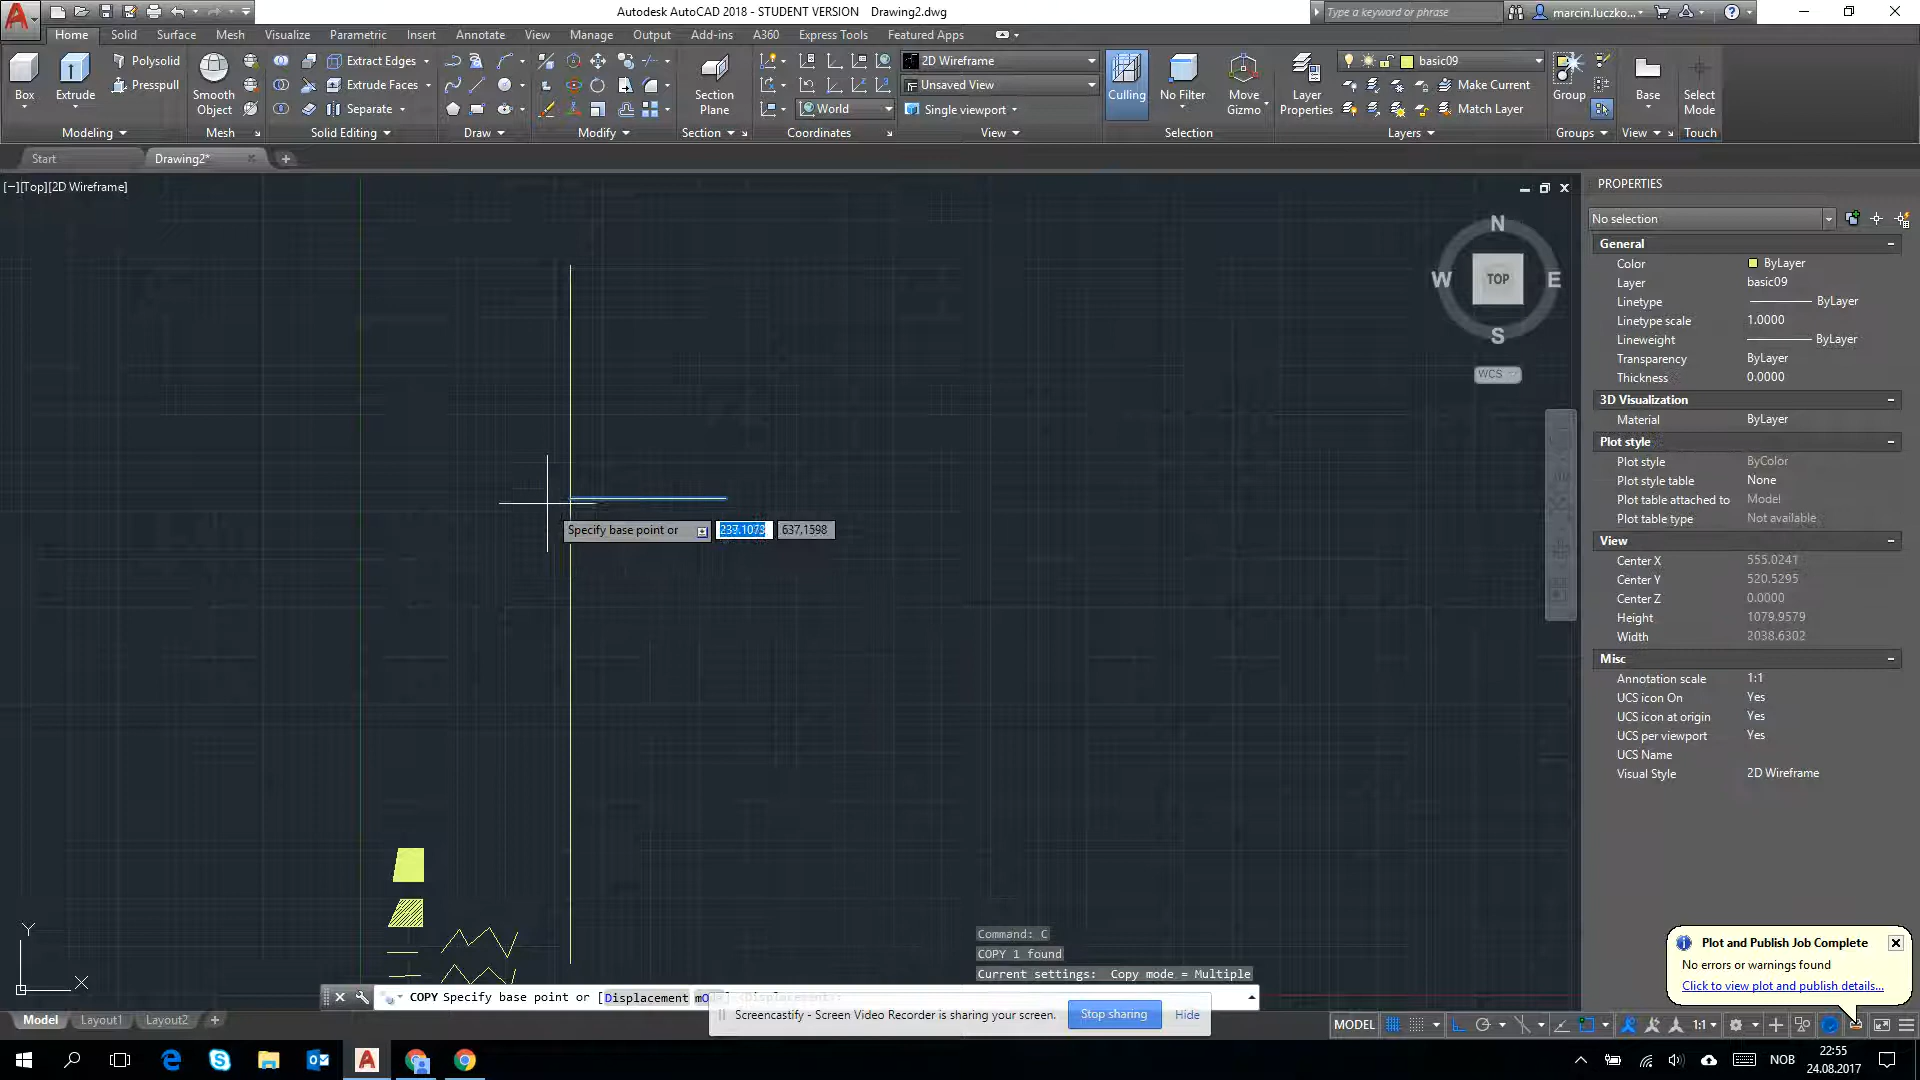 Autodesk AutoCAD 2018 - STUDENT VERSION Drawing2.dwg
Type a keyword or phrase
marcin.luczko...
Home Solid Surface Mesh Visualize Parametric Insert Annotate View Manage Output Add-ins A360 Express Tools Featured Apps
Box
Extrude
Polysolid
Presspull
Smooth Object
Extract Edges
Extrude Faces
Separate
Section Plane
World
2D Wireframe
Unsaved View
Single viewport
Culling
No Filter
Move Gizmo
Layer Properties
basic09
Make Current
Match Layer
Group
Base
Select Mode
Modeling Mesh Solid Editing Draw Modify Section Coordinates View Selection Layers Groups View Touch
Start Drawing2*
[−][Top][2D Wireframe]
N
W TOP E
S
WCS
Specify base point or 237.1073 637.1598
PROPERTIES
No selection
General
Color ByLayer
Layer basic09
Linetype ByLayer
Linetype scale 1.0000
Lineweight ByLayer
Transparency ByLayer
Thickness 0.0000
3D Visualization
Material ByLayer
Plot style
Plot style ByColor
Plot style table None
Plot table attached to Model
Plot table type Not available
View
Center X 555.0241
Center Y 520.5295
Center Z 0.0000
Height 1079.9579
Width 2038.6302
Misc
Annotation scale 1:1
UCS icon On Yes
UCS icon at origin Yes
UCS per viewport Yes
UCS Name
Visual Style 2D Wireframe
Y
X
Command: C
COPY 1 found
Current settings: Copy mode = Multiple
COPY Specify base point or [Displacement mOde] <Displacement>:
Screencastify - Screen Video Recorder is sharing your screen. Stop sharing Hide
Plot and Publish Job Complete
No errors or warnings found
Click to view plot and publish details...
Model Layout1 Layout2
MODEL 1:1
NOB
22:55
24.08.2017